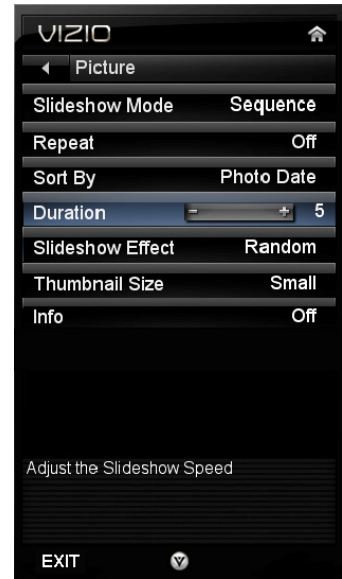 VIZIO
Picture
Slideshow Mode Sequence
Repeat Off
Sort By Photo Date
Duration - + 5
Slideshow Effect Random
Thumbnail Size Small
Info Off
Adjust the Slideshow Speed
EXIT V